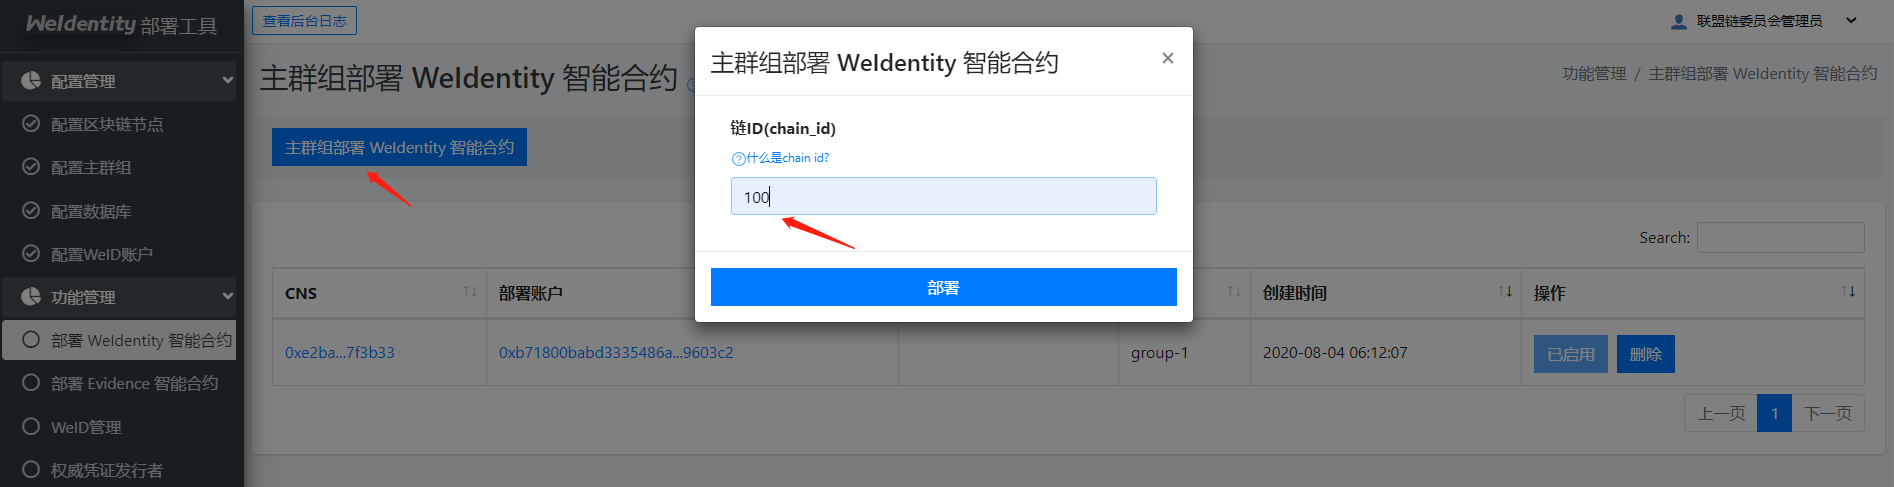 WeIdentity 部署工具
查看后台日志
联盟链委员会管理员
配置管理
配置区块链节点
配置主群组
配置数据库
配置WeID账户
功能管理
部署 WeIdentity 智能合约
部署 Evidence 智能合约
WeID管理
权威凭证发行者
主群组部署 WeIdentity 智能合约
功能管理 / 主群组部署 WeIdentity 智能合约
主群组部署 WeIdentity 智能合约
主群组部署 WeIdentity 智能合约
×
链ID(chain_id)
什么是chain id?
100
部署
Search:
CNS 部署账户 创建时间 操作
0xe2ba...7f3b33 0xb71800babd3335486a...9603c2 group-1 2020-08-04 06:12:07 已启用 删除
上一页 1 下一页